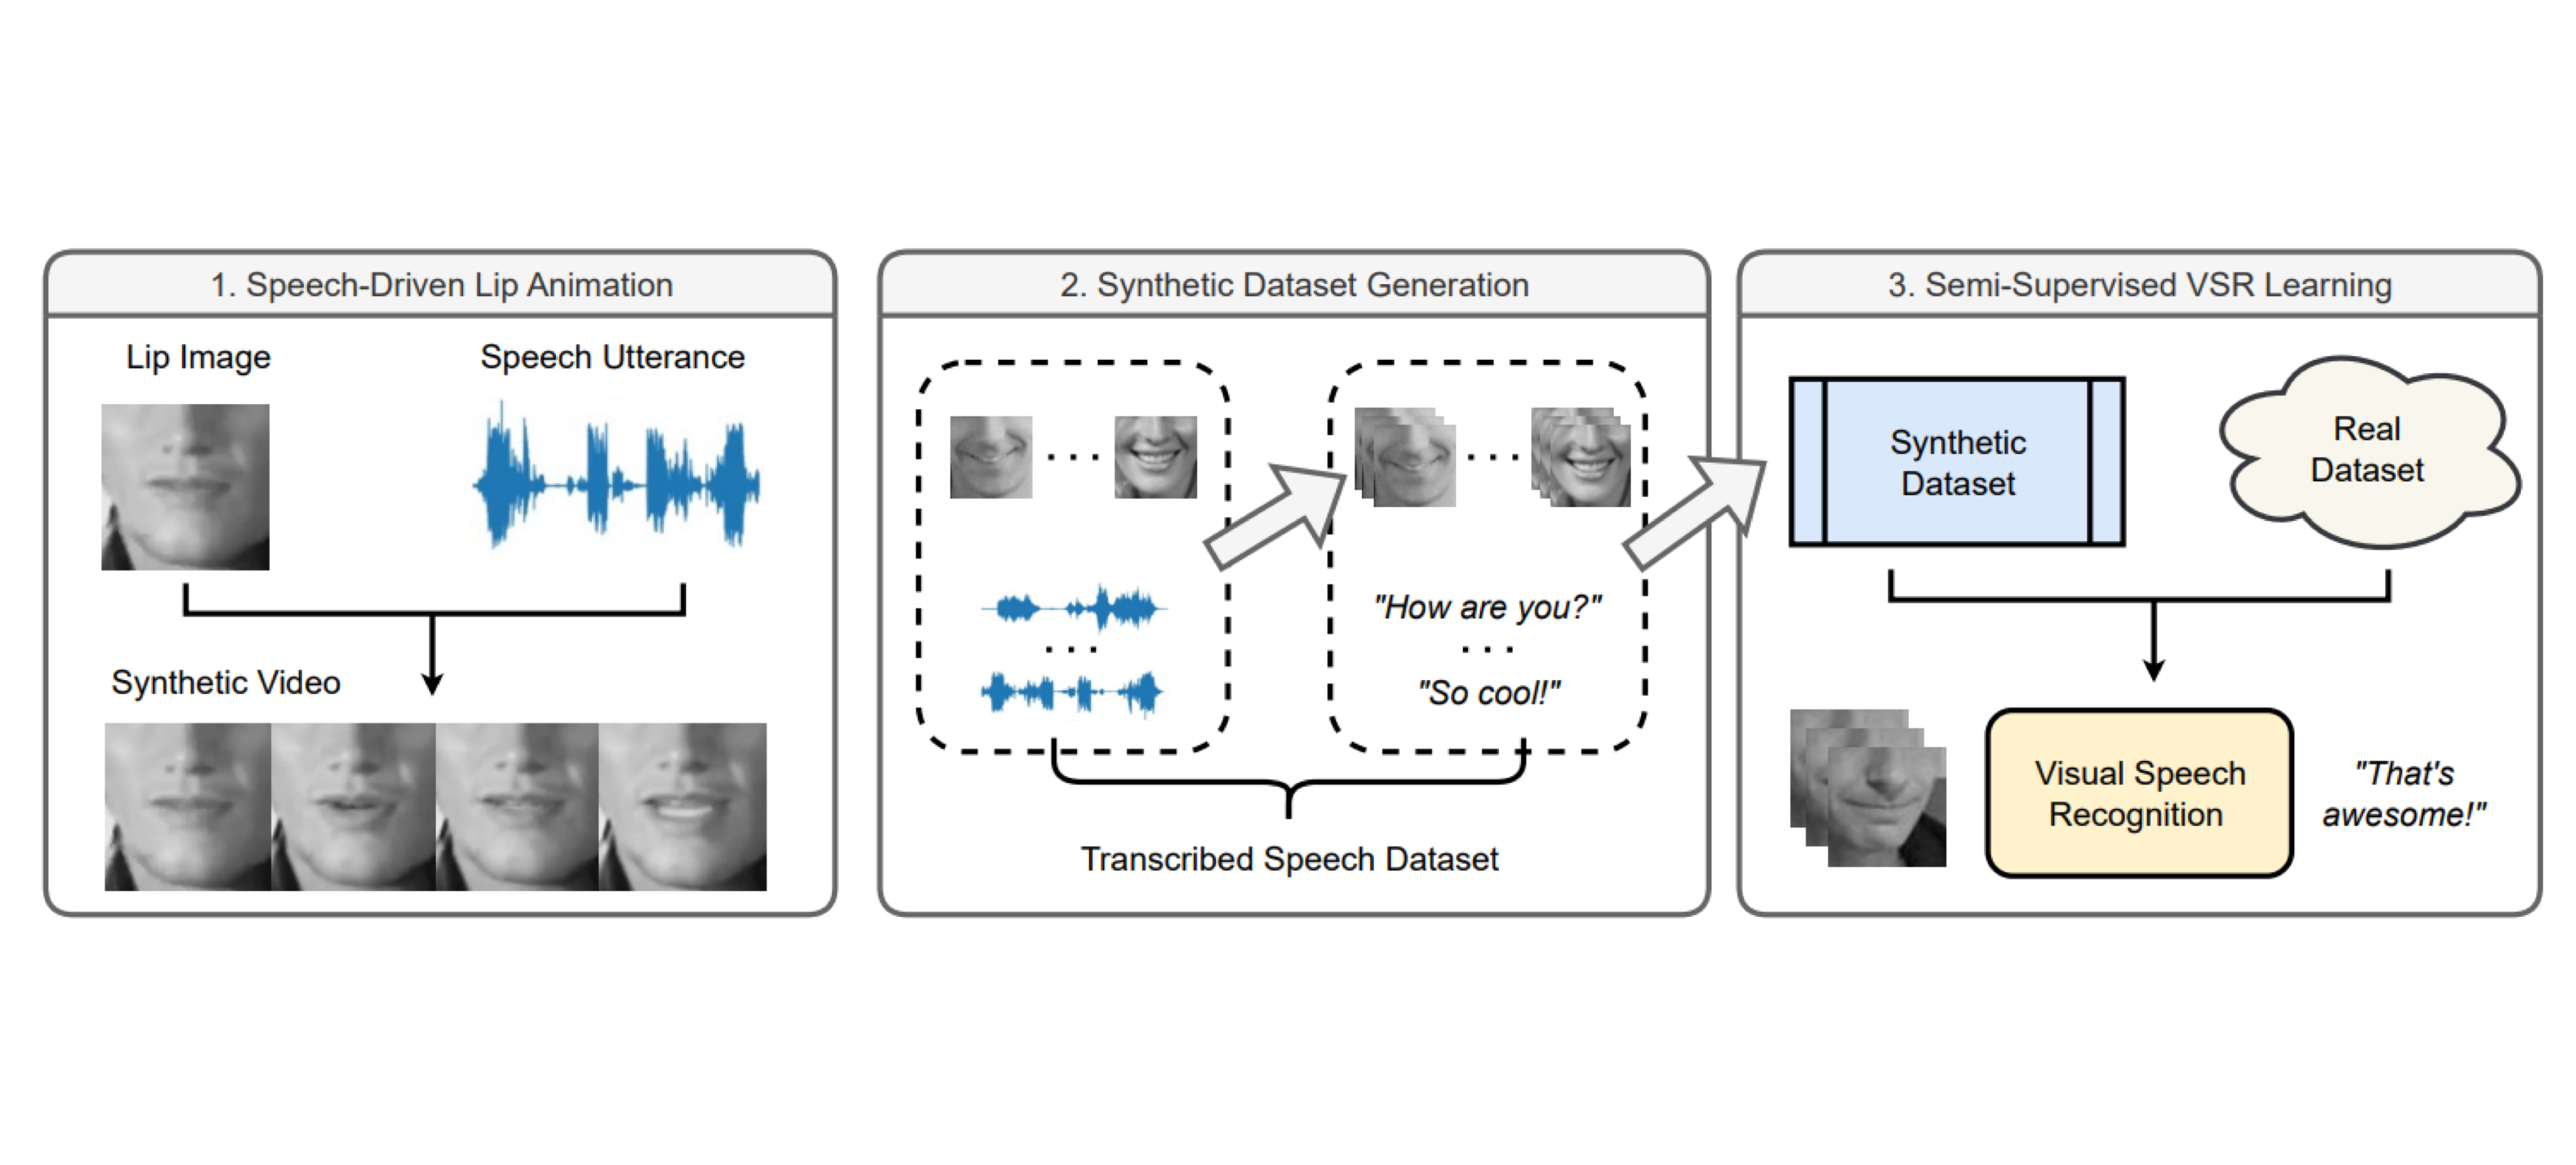 1. Speech-Driven Lip Animation
Lip Image
Speech Utterance
Synthetic Video
2. Synthetic Dataset Generation
"How are you?"
"So cool!"
Transcribed Speech Dataset
3. Semi-Supervised VSR Learning
Synthetic
Dataset
Real
Dataset
Visual Speech
Recognition
"That's
awesome!"